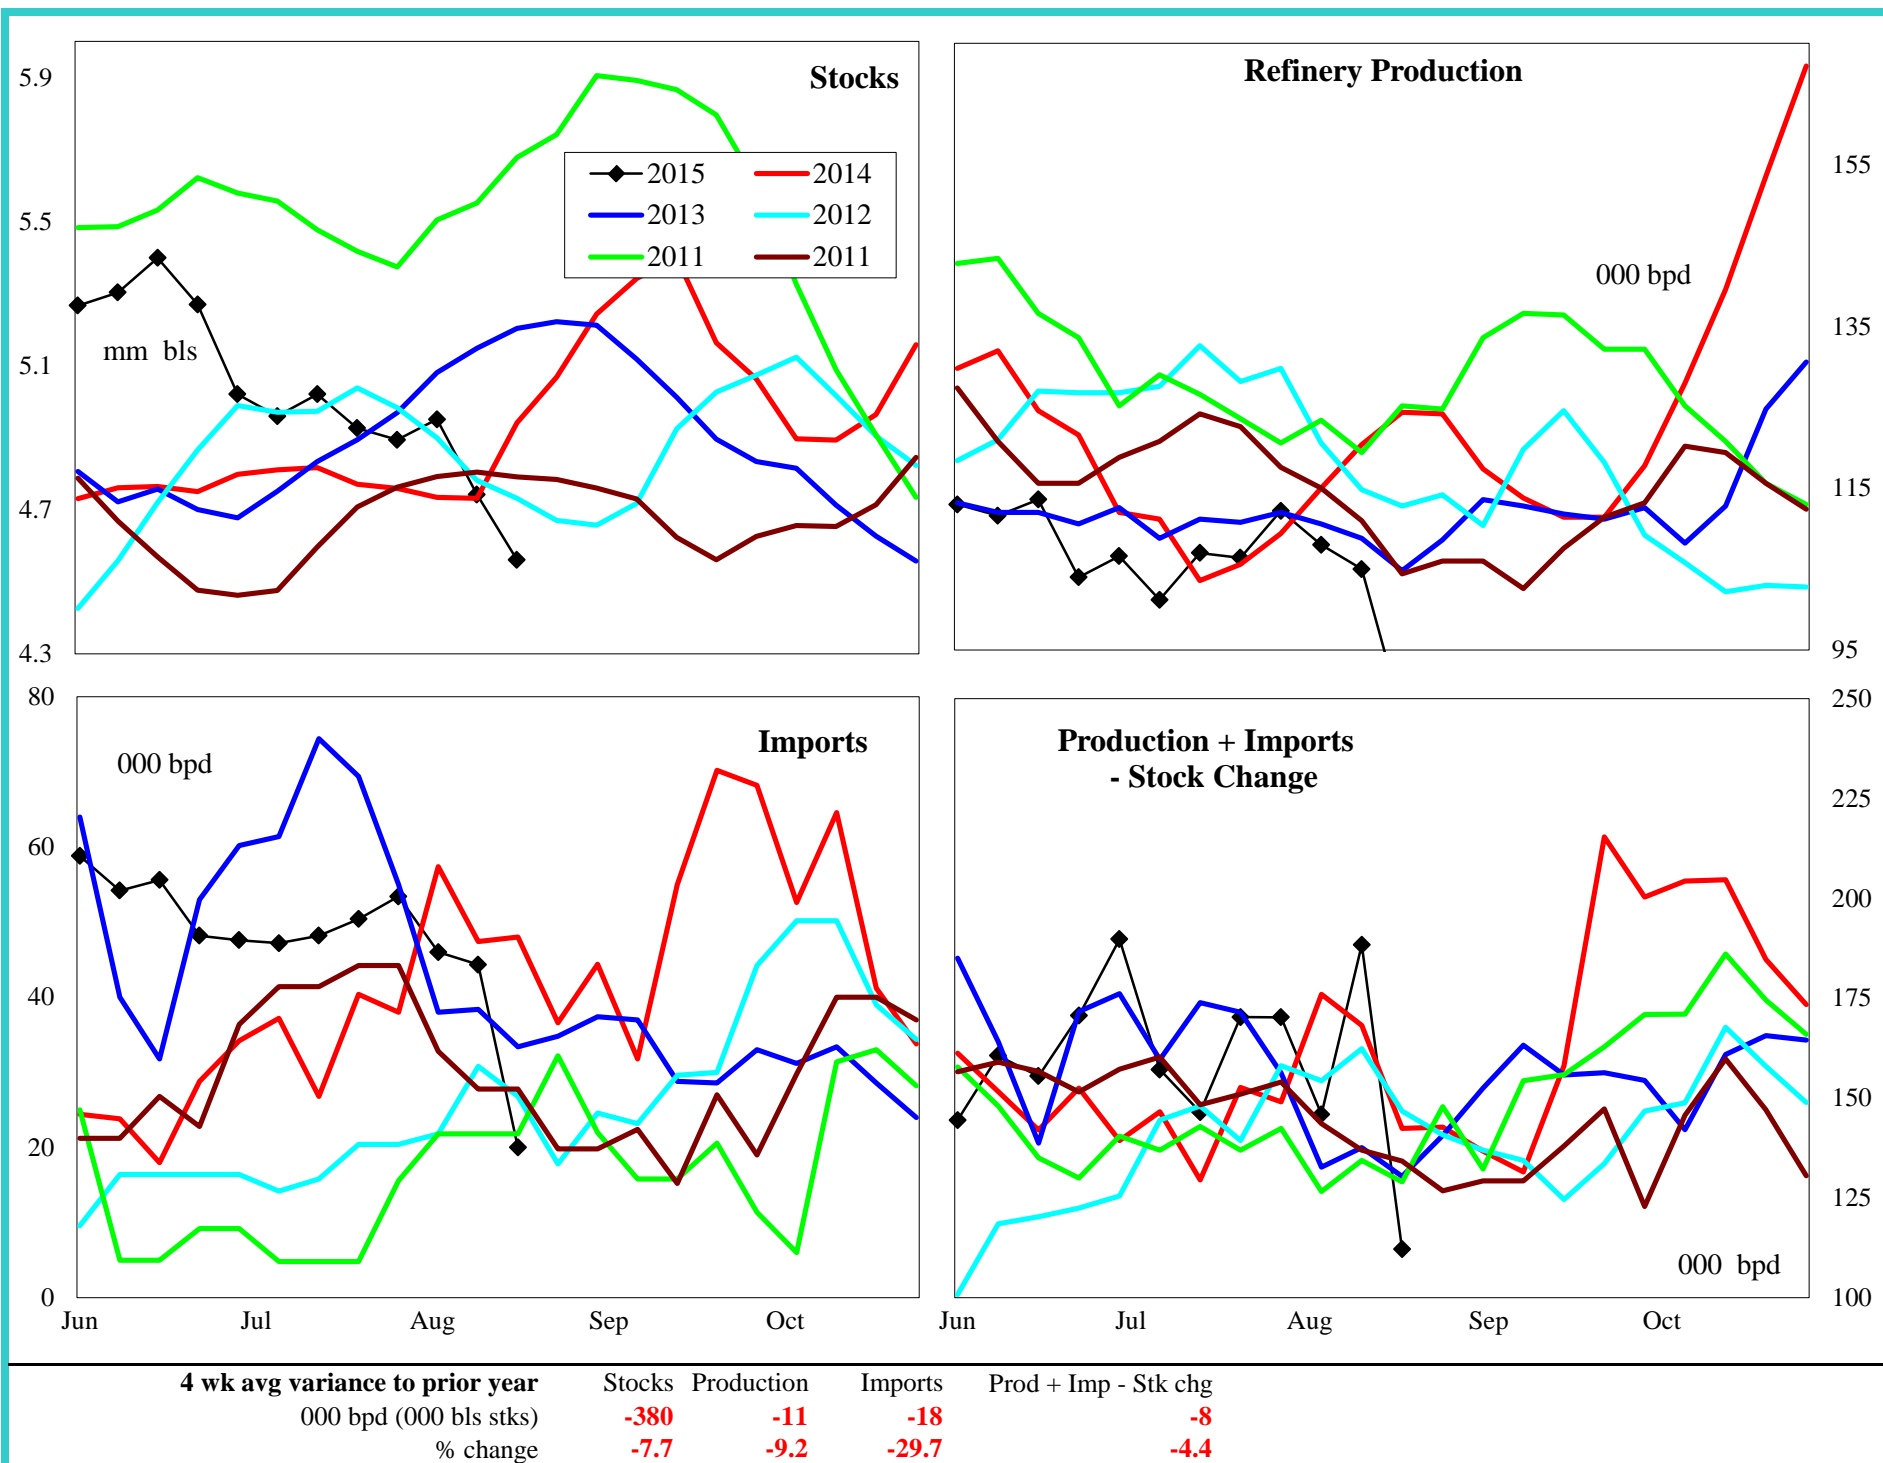 Stocks
5.9
5.5
5.1
4.7
4.3
mm bls
2015
2014
2013
2012
2011
2011
Refinery Production
000 bpd
155
135
115
95
Imports
000 bpd
80
60
40
20
0
Jun
Jul
Aug
Sep
Oct
Production + Imports
- Stock Change
000 bpd
250
225
200
175
150
125
100
Jun
Jul
Aug
Sep
Oct
4 wk avg variance to prior year Stocks Production Imports Prod + Imp - Stk chg
000 bpd (000 bls stks) -380 -11 -18 -8
% change -7.7 -9.2 -29.7 -4.4